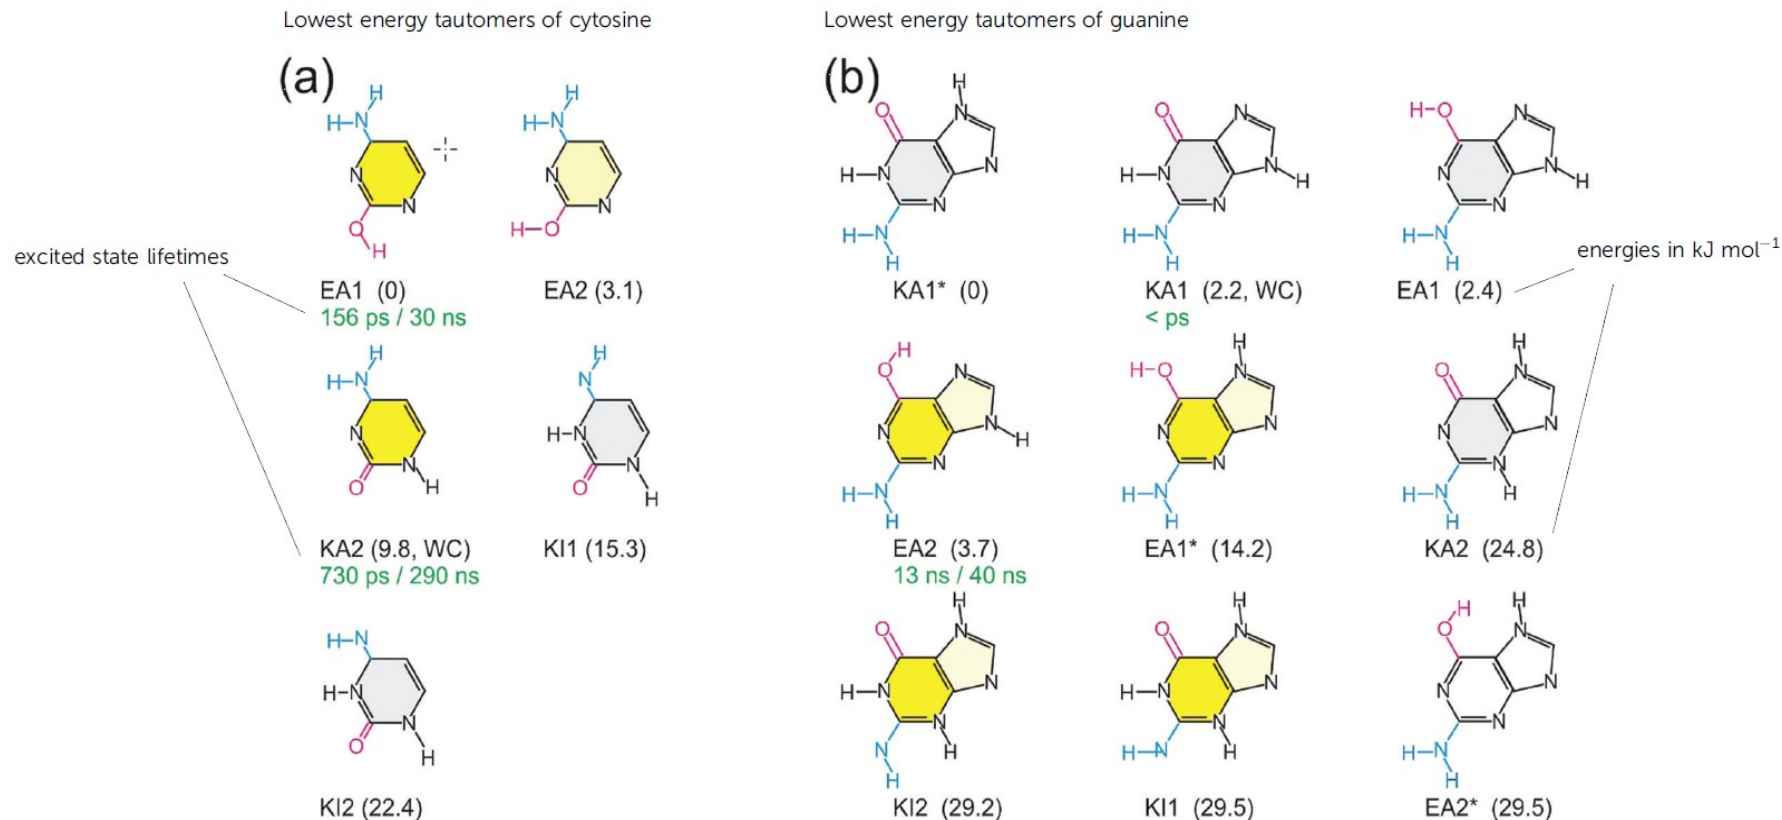 Lowest energy tautomers of cytosine
Lowest energy tautomers of guanine
(a)
(b)
H
H–N
N
N
O
H
EA1 (0)
156 ps / 30 ns
H
H–N
N
N
H–O
EA2 (3.1)
excited state lifetimes
H
H–N
N
N
O
H
KA2 (9.8, WC)
730 ps / 290 ns
H
N
H–N
N
O
H
KI1 (15.3)
H–N
H–N
N
O
H
KI2 (22.4)
H
O
N
H–N
N
N
H–N
H
KA1* (0)
O
N
H–N
N
H
N
H–N
H
KA1 (2.2, WC)
< ps
H–O
N
N
N
H
N
H–N
H
EA1 (2.4)
energies in kJ mol⁻¹
H
O
N
N
N
H
N
H–N
H
EA2 (3.7)
13 ns / 40 ns
H
H–O
N
N
N
N
H–N
H
EA1* (14.2)
H
O
N
N
N
N
H–N
H
H
KA2 (24.8)
H
O
N
H–N
N
N
N
H
H
KI2 (29.2)
H
O
N
H–N
N
N
H–N
H
KI1 (29.5)
H
H
O
N
N
N
N
H–N
H
EA2* (29.5)